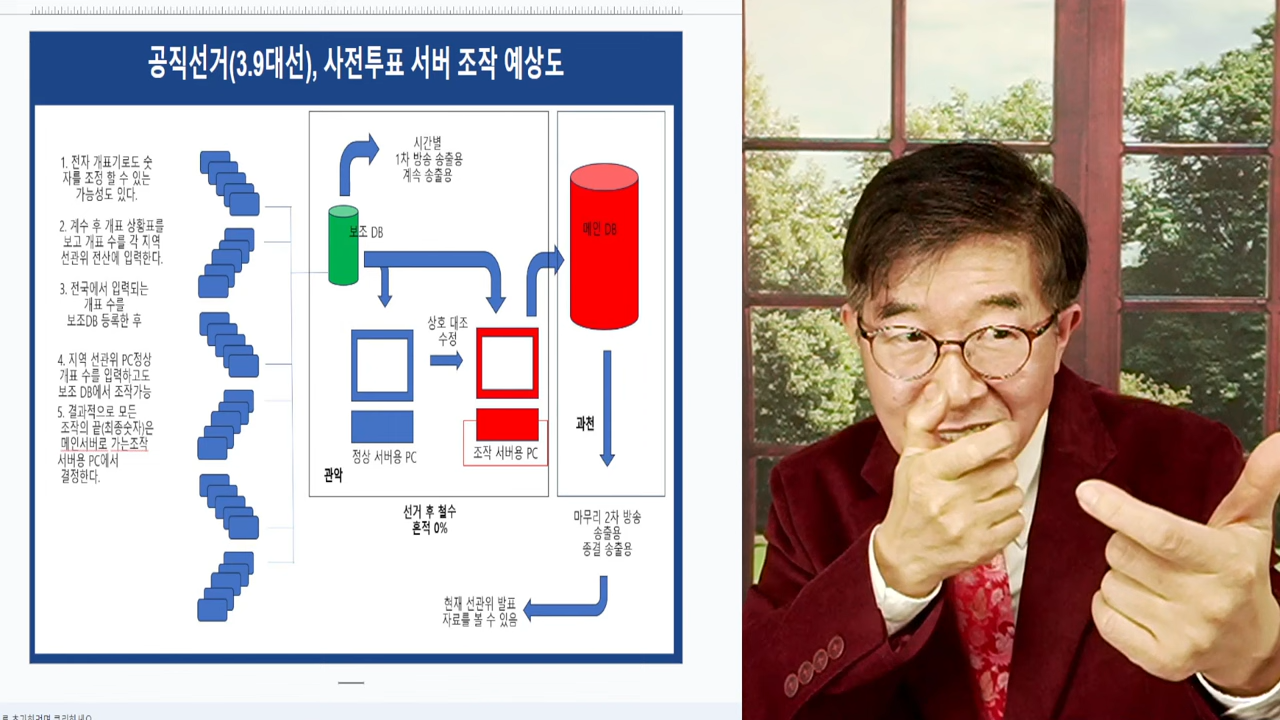 공직선거(3.9대선), 사전투표 서버 조작 예상도
1. 전자 개표기로도 숫
자를 조정 할 수 있는
가능성도 있다.
2. 계수 후 개표 상황표를
보고 개표 수를 각 지역
선관위 전산에 입력한다.
3. 전국에서 입력되는
개표 수를
보조DB 등록한 후
4. 지역 선관위 PC정상
개표 수를 입력하고도
보조 DB에서 조작가능
5. 결과적으로 모든
조작의 끝(최종숫자)은
메인서버로 가는조작
서버용 PC에서
결정한다.
시간별
1차 방송 송출용
계속 송출용
보조 DB
상호 대조
수정
정상 서버용 PC
조작 서버용 PC
관악
메인 DB
과천
선거 후 철수
흔적 0%
마무리 2차 방송
송출용
종결 송출용
현재 선관위 발표
자료를 볼 수 있음